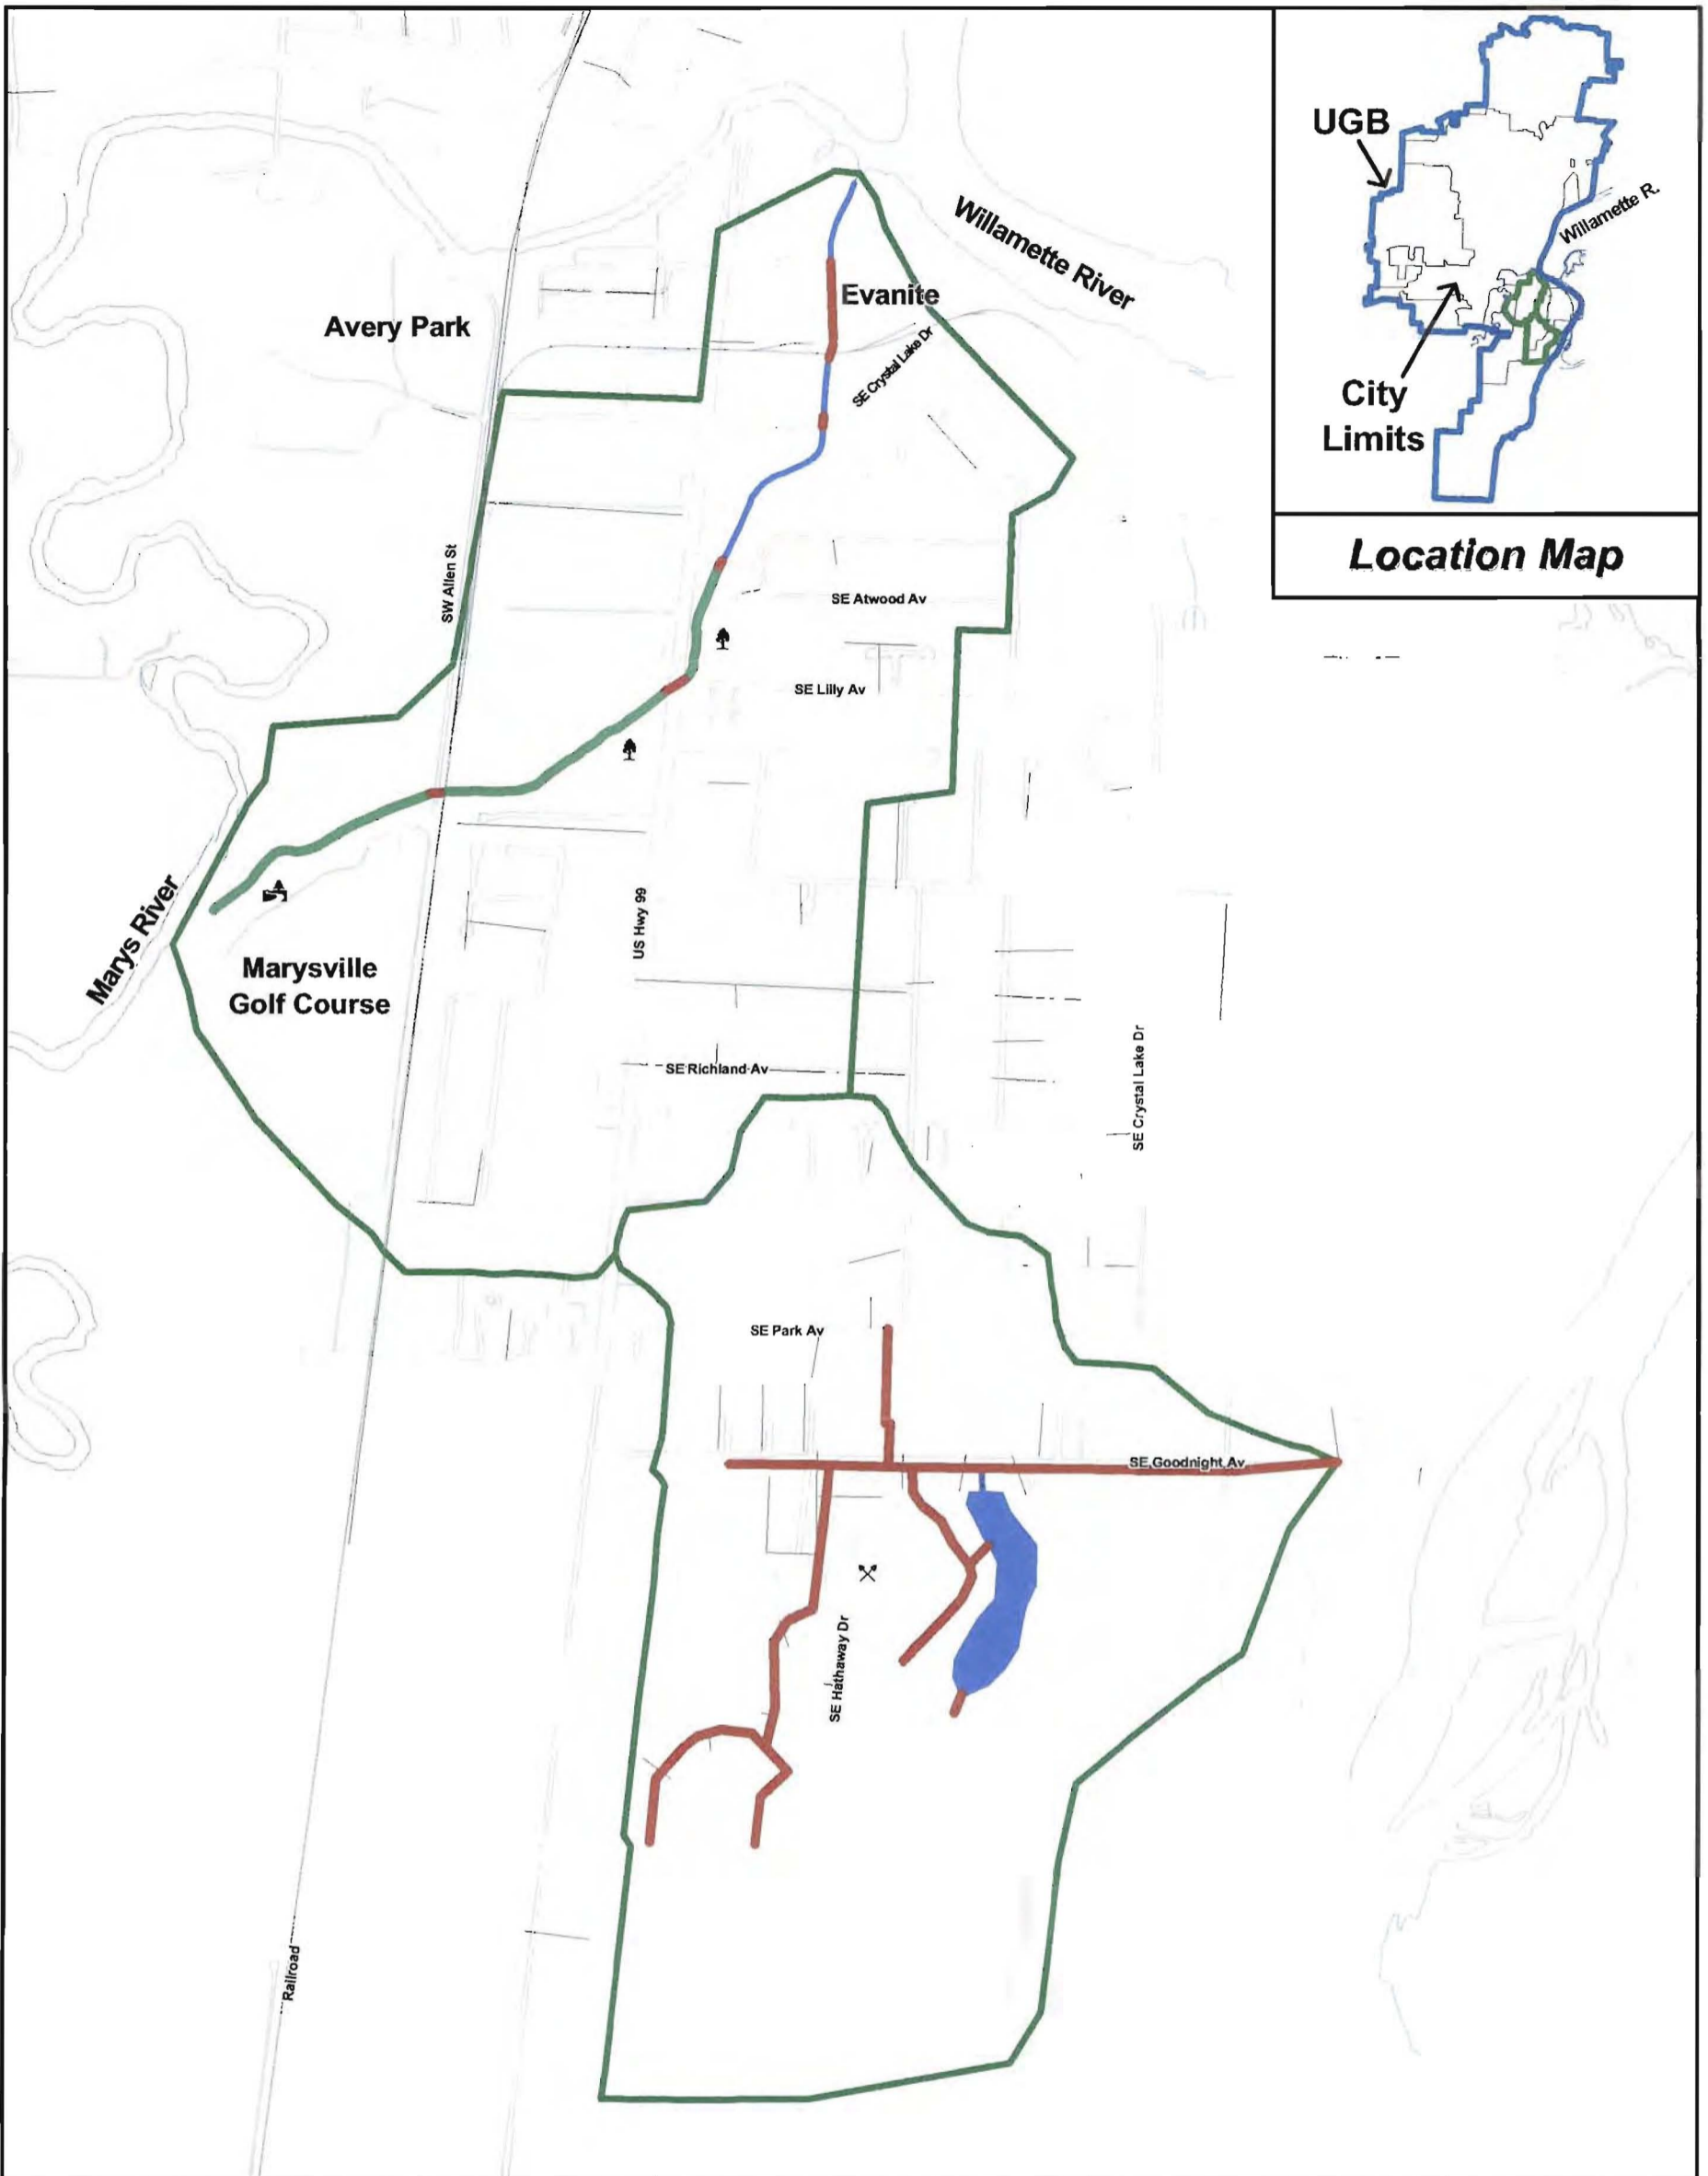 UGB
Willamette R.
City
Limits
Location Map
Willamette River
Evanite
Avery Park
SE Crystal Lake Dr
SW Allen St
SE Atwood Av
SE Lilly Av
Marys River
US Hwy 99
Marysville
Golf Course
SE Richland Av
SE Crystal Lake Dr
SE Park Av
SE Goodnight Av
SE Hathaway Dr
Railroad